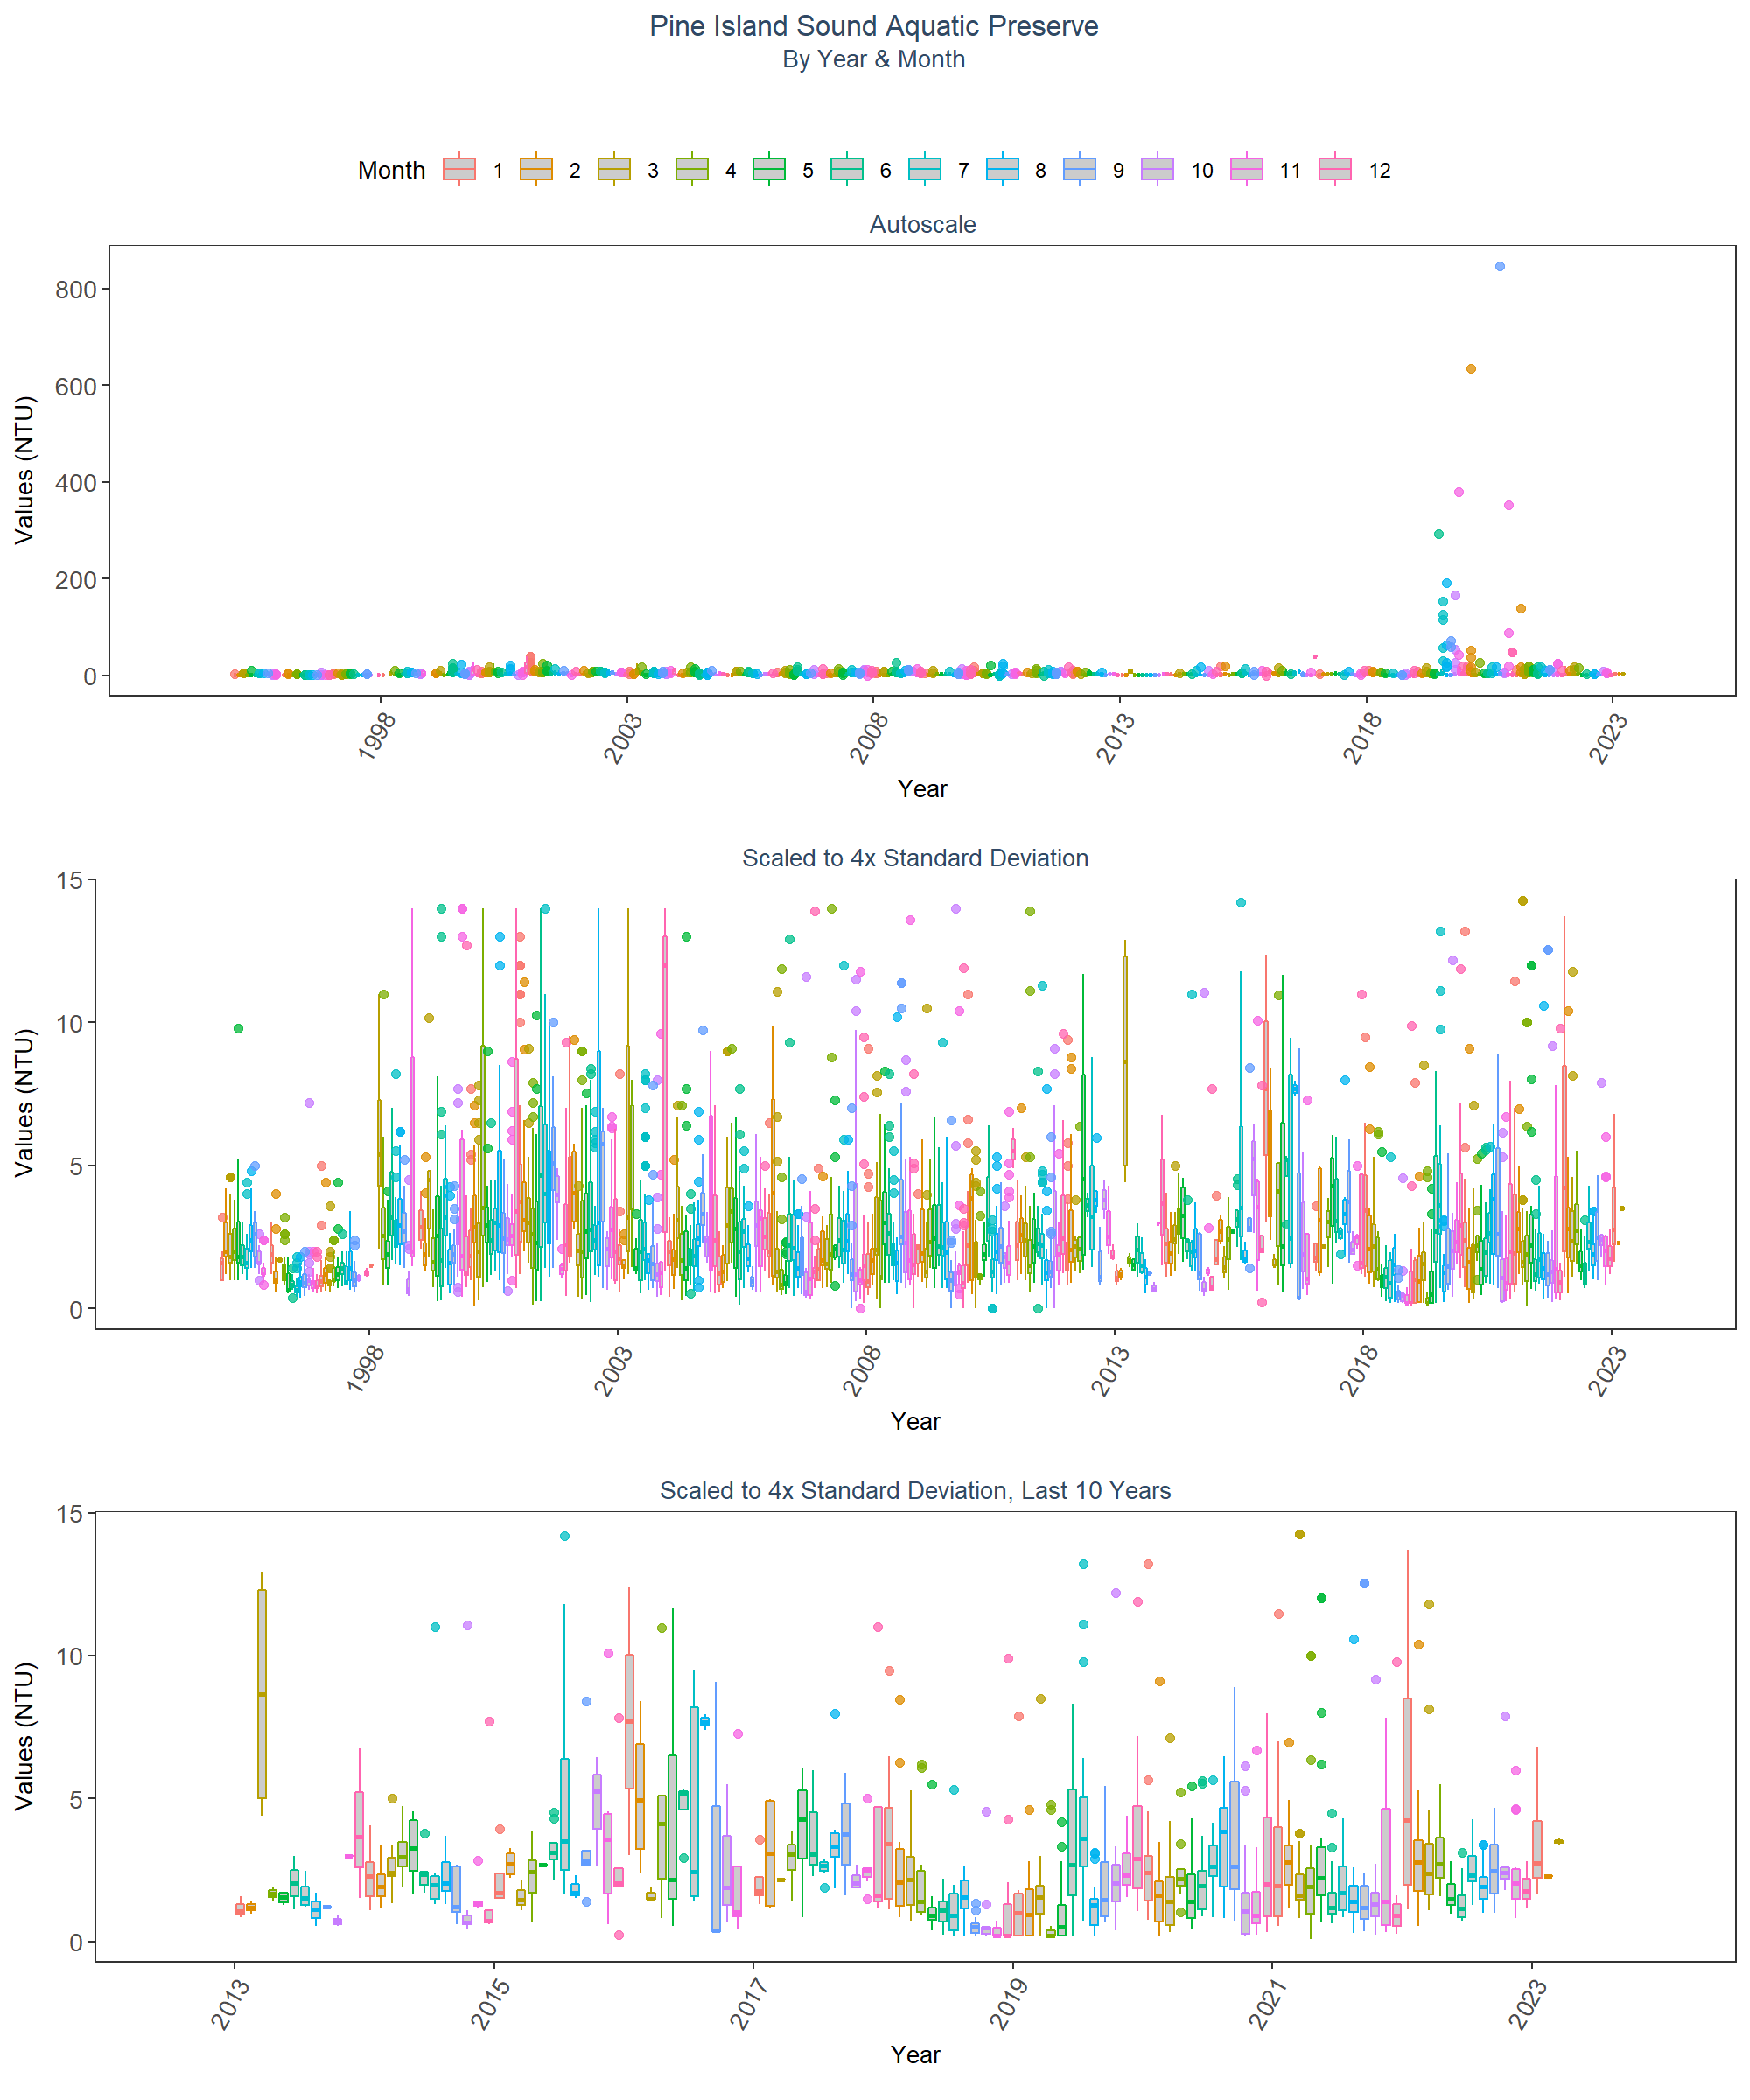 Pine Island Sound Aquatic Preserve
By Year & Month
Month 1 2 3 4 5 6 7 8 9 10 11 12
Autoscale
Values (NTU)
800
600
400
200
0
1998 2003 2008 2013 2018 2023
Year
Scaled to 4x Standard Deviation
Values (NTU)
15
10
5
0
1998 2003 2008 2013 2018 2023
Year
Scaled to 4x Standard Deviation, Last 10 Years
Values (NTU)
15
10
5
0
2013 2015 2017 2019 2021 2023
Year